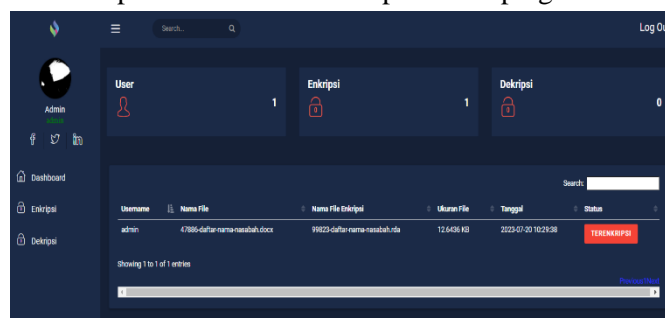 Search..
Log Ou
Admin
admin
Dashboard
Enkripsi
Dekripsi
User
1
Enkripsi
1
Dekripsi
0
Search:
Username Nama File Nama File Enkripsi Ukuran File Tanggal Status
admin 47886-daftar-nama-nasabah.docx 99823-daftar-nama-nasabah.rda 12.6436 KB 2023-07-20 10:29:38 TERENKRIPSI
Showing 1 to 1 of 1 entries
Previous1Next